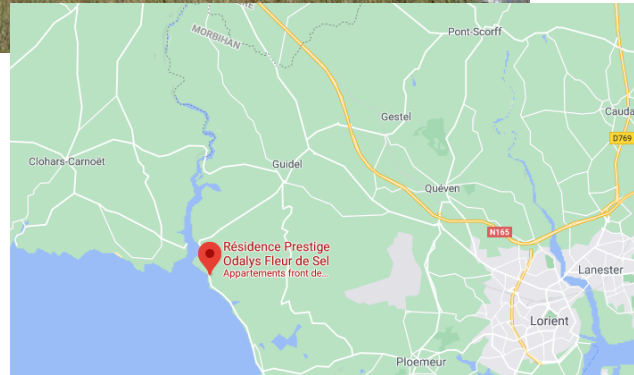 MORBIHAN
Pont-Scorff
Gestel
Cauda
D769
Clohars-Carnoët
Guidel
Quéven
N165
Résidence Prestige
Odalys Fleur de Sel
Appartements front de...
Lanester
Lorient
Ploemeur